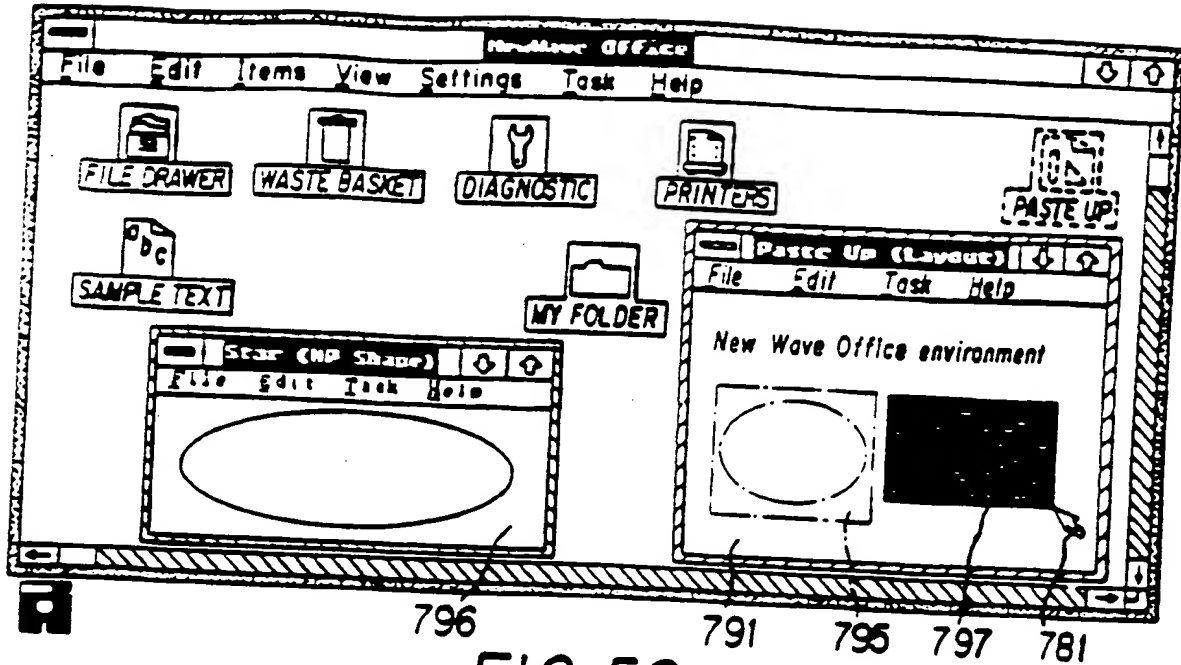 NewWave Office
File Edit Items View Settings Task Help
FILE DRAWER WASTE BASKET DIAGNOSTIC PRINTERS PASTE UP
abc
SAMPLE TEXT MY FOLDER
Paste Up (Layout)
File Edit Task Help
New Wave Office environment
Star (HP Shape)
File Edit Task Help
796 791 795 797 781